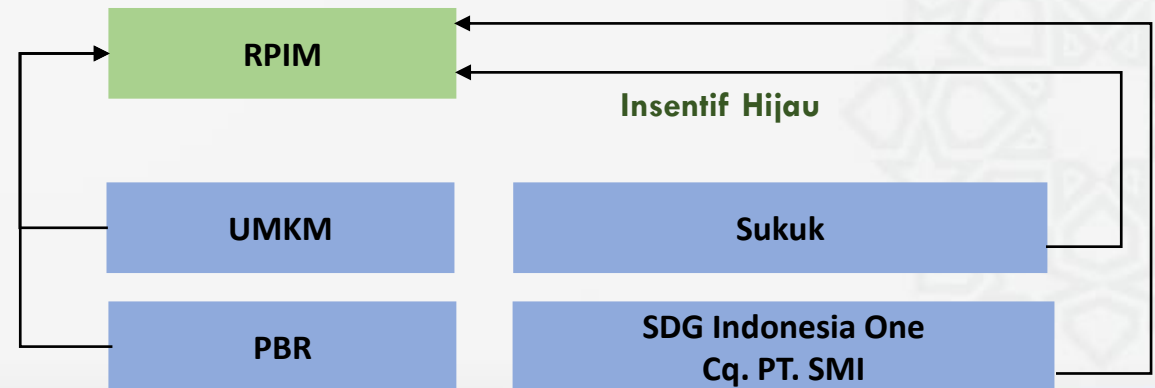 RPIM
Insentif Hijau
UMKM
Sukuk
PBR
SDG Indonesia One
Cq. PT. SMI